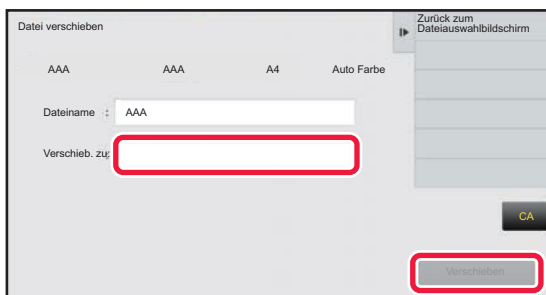 Datei verschieben
Zurück zum
Dateiauswahlbildschirm
AAA AAA A4 Auto Farbe
Dateiname : AAA
Verschieb. zu:
CA
Verschieben